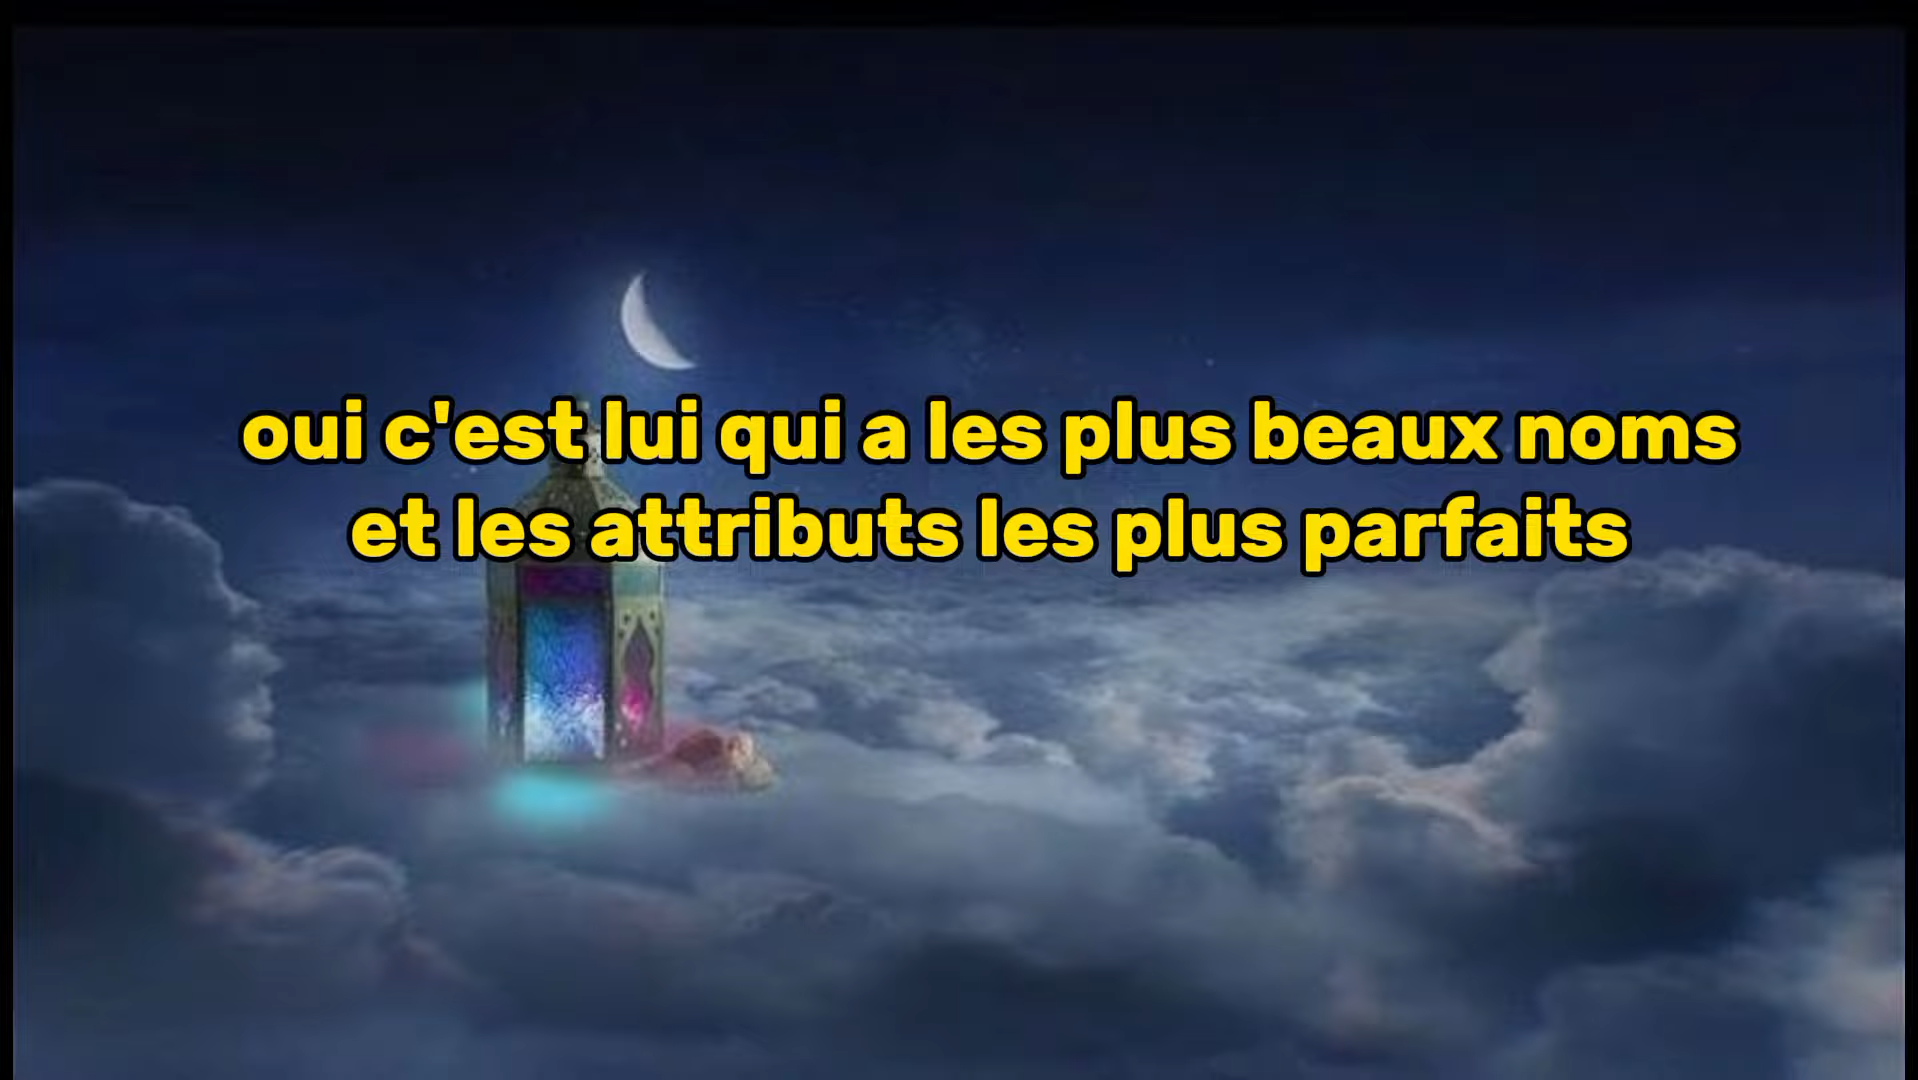 oui c'est lui qui a les plus beaux noms
et les attributs les plus parfaits